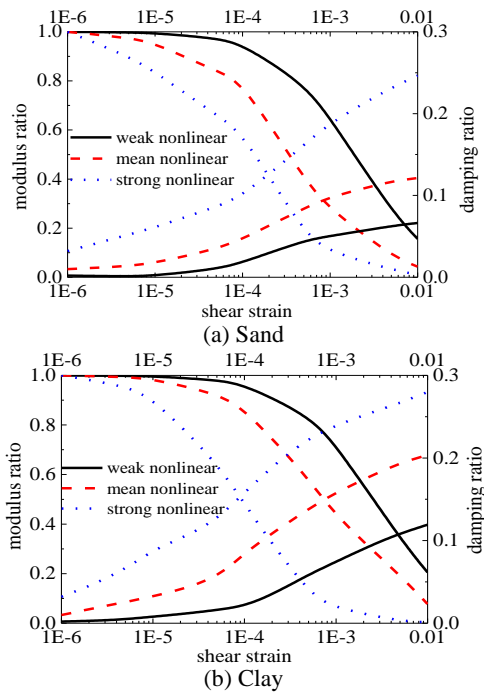 1E-6 1E-5 1E-4 1E-3 0.01
1.0 0.3
0.8
0.2
0.6
weak nonlinear
mean nonlinear
0.4 0.1
strong nonlinear
0.2
0.0 0.0
modulus ratio
damping ratio
1E-6 1E-5 1E-4 1E-3 0.01
shear strain
(a) Sand
1E-6 1E-5 1E-4 1E-3 0.01
1.0 0.3
0.8
0.2
0.6
weak nonlinear
mean nonlinear
strong nonlinear
0.4
0.1
0.2
0.0 0.0
modulus ratio
damping ratio
1E-6 1E-5 1E-4 1E-3 0.01
shear strain
(b) Clay